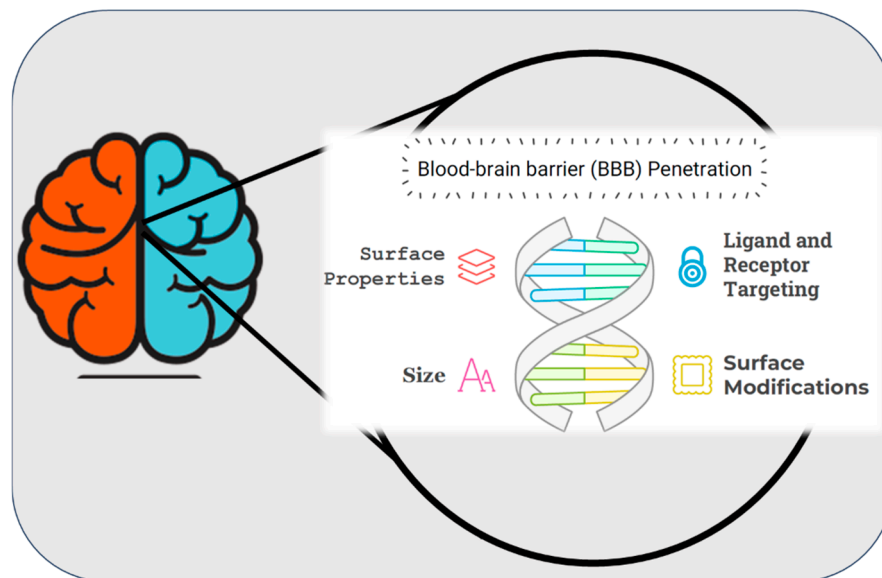 Blood-brain barrier (BBB) Penetration
Surface
Properties
Ligand and
Receptor
Targeting
Size
Surface
Modifications